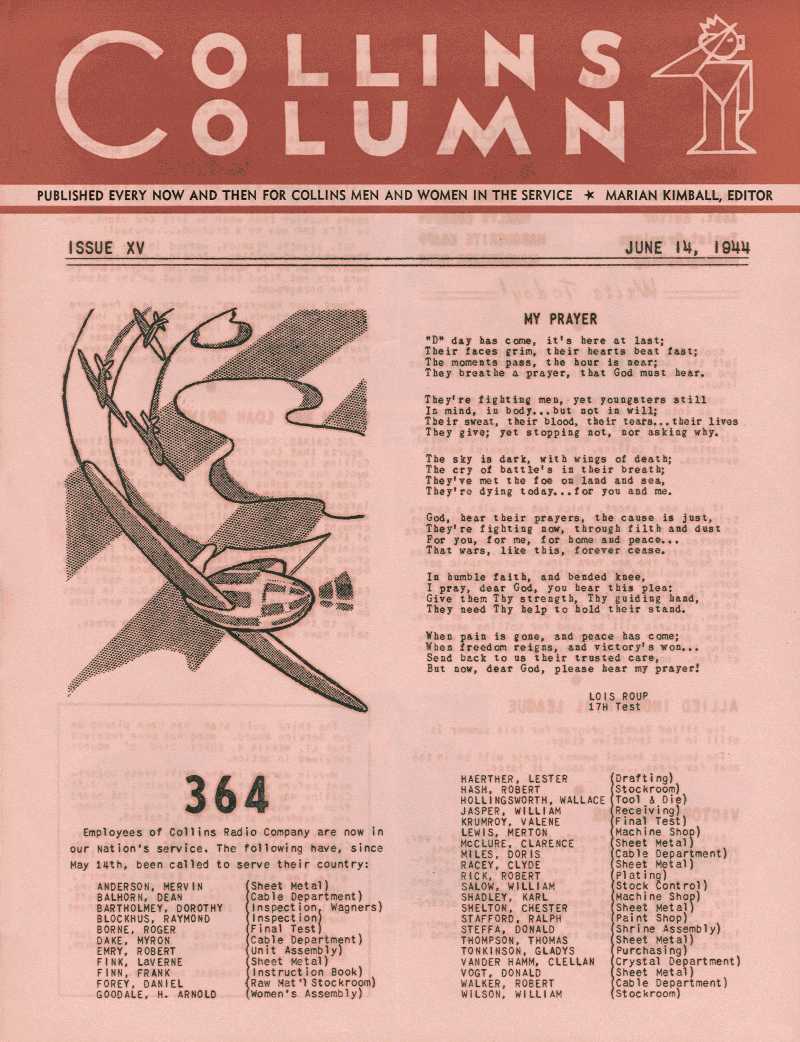 COLLINS
COLUMN
PUBLISHED EVERY NOW AND THEN FOR COLLINS MEN AND WOMEN IN THE SERVICE ★ MARIAN KIMBALL, EDITOR
ISSUE XV JUNE 14, 1944
MY PRAYER
"D" day has come, it's here at last;
Their faces grim, their hearts beat fast;
The moments pass, the hour is near;
They breathe a prayer, that God must hear.
They're fighting men, yet youngsters still
In mind, in body...but not in will;
Their sweat, their blood, their tears...their lives
They give; yet stopping not, nor asking why.
The sky is dark, with wings of death;
The cry of battle's in their breath;
They've met the foe on land and sea,
They're dying today...for you and me.
God, hear their prayers, the cause is just,
They're fighting now, through filth and dust
For you, for me, for home and peace...
That wars, like this, forever cease.
In humble faith, and bended knee,
I pray, dear God, you hear this plea;
Give them Thy strength, Thy guiding hand,
They need Thy help to hold their stand.
When pain is gone, and peace has come;
When freedom reigns, and victory's won...
Send back to us their trusted care,
But now, dear God, please hear my prayer!
LOIS ROUP
17H Test
364
Employees of Collins Radio Company are now in
our Nation's service. The following have, since
May 14th, been called to serve their country:
ANDERSON, MERVIN (Sheet Metal)
BALHORN, DEAN (Cable Department)
BARTHOLMEY, DOROTHY (Inspection, Wagners)
BLOCKHUS, RAYMOND (Inspection)
BORNE, ROGER (Final Test)
DAKE, MYRON (Cable Department)
EMRY, ROBERT (Unit Assembly)
FINK, LaVERNE (Sheet Metal)
FINN, FRANK (Instruction Book)
FOREY, DANIEL (Raw Mat'l Stockroom)
GOODALE, H. ARNOLD (Women's Assembly)
HAERTHER, LESTER (Drafting)
HASH, ROBERT (Stockroom)
HOLLINGSWORTH, WALLACE (Tool & Die)
JASPER, WILLIAM (Receiving)
KRUMROY, VALENE (Final Test)
LEWIS, MERTON (Machine Shop)
McCLURE, CLARENCE (Sheet Metal)
MILES, DORIS (Cable Department)
RACEY, CLYDE (Sheet Metal)
RICK, ROBERT (Plating)
SALOW, WILLIAM (Stock Control)
SHADLEY, KARL (Machine Shop)
SHELTON, CHESTER (Sheet Metal)
STAFFORD, RALPH (Paint Shop)
STEFFA, DONALD (Shrine Assembly)
THOMPSON, THOMAS (Sheet Metal)
TONKINSON, GLADYS (Purchasing)
VANDER HAMM, CLELLAN (Crystal Department)
VOGT, DONALD (Sheet Metal)
WALKER, ROBERT (Cable Department)
WILSON, WILLIAM (Stockroom)